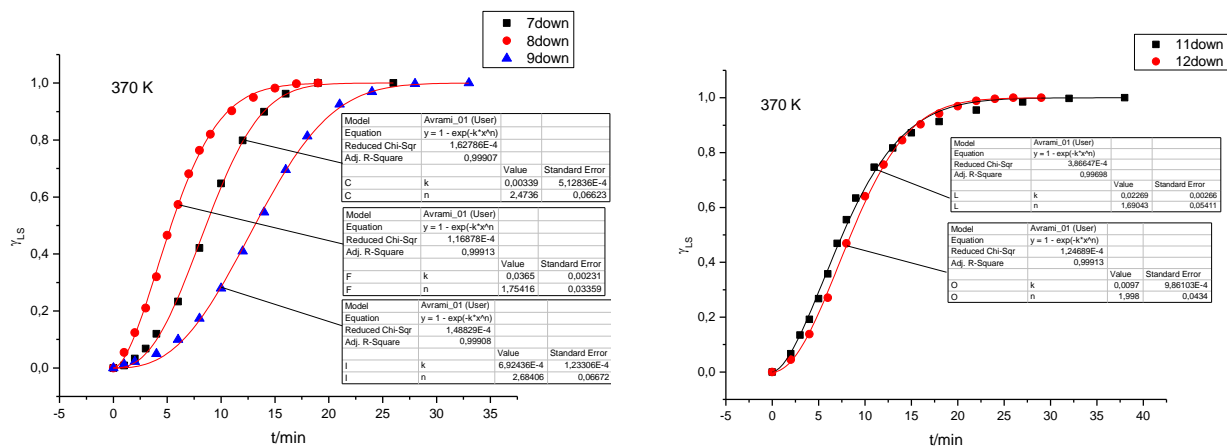 7down
8down
9down
370 K
1,0
0,8
0,6
0,4
0,2
0,0
γLS
-5 0 5 10 15 20 25 30 35
t/min
Model Avrami_01 (User)
Equation y = 1 - exp(-k*x^n)
Reduced Chi-Sqr 1,62786E-4
Adj. R-Square 0,99907
Value Standard Error
C k 0,00339 5,12836E-4
C n 2,4736 0,06623
Model Avrami_01 (User)
Equation y = 1 - exp(-k*x^n)
Reduced Chi-Sqr 1,16878E-4
Adj. R-Square 0,99913
Value Standard Error
F k 0,0365 0,00231
F n 1,75416 0,03359
Model Avrami_01 (User)
Equation y = 1 - exp(-k*x^n)
Reduced Chi-Sqr 1,48829E-4
Adj. R-Square 0,99908
Value Standard Error
I k 6,92436E-4 1,23306E-4
I n 2,68406 0,06672
11down
12down
370 K
1,0
0,8
0,6
0,4
0,2
0,0
γLS
-5 0 5 10 15 20 25 30 35 40
t/min
Model Avrami_01 (User)
Equation y = 1 - exp(-k*x^n)
Reduced Chi-Sqr 3,86647E-4
Adj. R-Square 0,99698
Value Standard Error
L k 0,02269 0,00266
L n 1,69043 0,05411
Model Avrami_01 (User)
Equation y = 1 - exp(-k*x^n)
Reduced Chi-Sqr 1,24689E-4
Adj. R-Square 0,99913
Value Standard Error
O k 0,0097 9,86103E-4
O n 1,998 0,0434